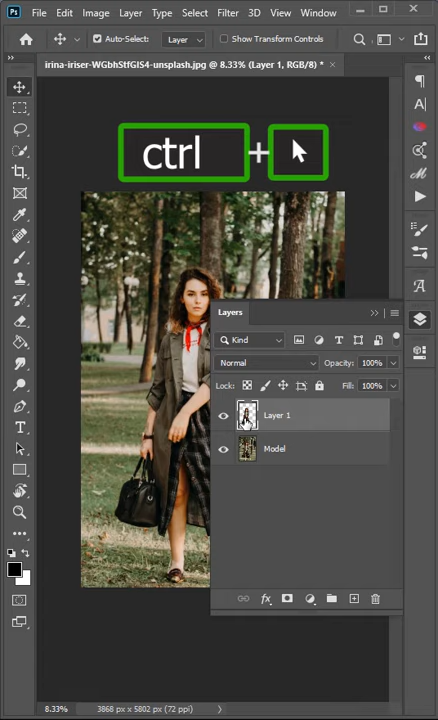 Ps File Edit Image Layer Type Select Filter 3D View Window
Auto-Select: Layer Show Transform Controls
irina-iriser-WGbhStfGIS4-unsplash.jpg @ 8.33% (Layer 1, RGB/8) *
ctrl +
Layers
Kind
Normal Opacity: 100%
Lock: Fill: 100%
Layer 1
Model
fx
8.33% 3868 px x 5802 px (72 ppi)